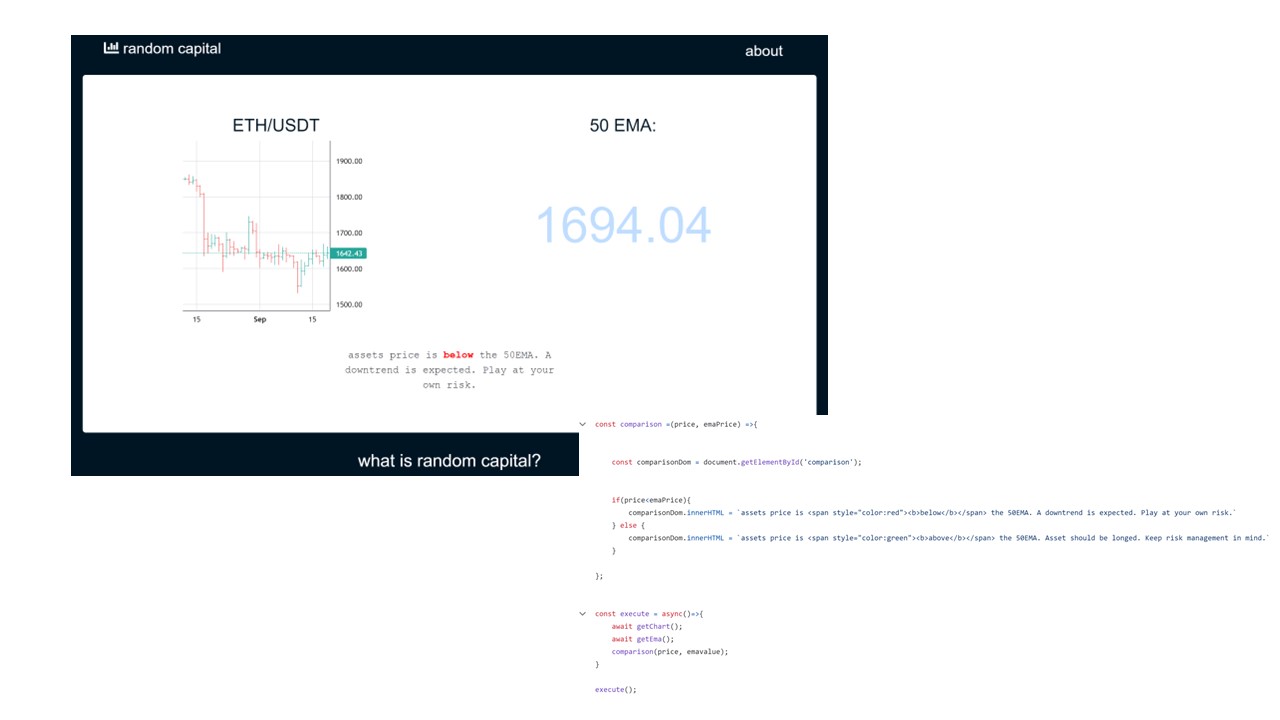 random capital
about
ETH/USDT
50 EMA:
1900.00
1800.00
1700.00
1642.43
1600.00
1500.00
15 Sep 15
1694.04
assets price is below the 50EMA. A
downtrend is expected. Play at your
own risk.
what is random capital?
const comparison =(price, emaPrice) =>{
const comparisonDom = document.getElementById('comparison');
if(price<emaPrice){
comparisonDom.innerHTML = `assets price is <span style="color:red"><b>below</b></span> the 50EMA. A downtrend is expected. Play at your own risk.`
} else {
comparisonDom.innerHTML = `assets price is <span style="color:green"><b>above</b></span> the 50EMA. Asset should be longed. Keep risk management in mind.`
}
};
const execute = async()=>{
await getChart();
await getEma();
comparison(price, emavalue);
}
execute();